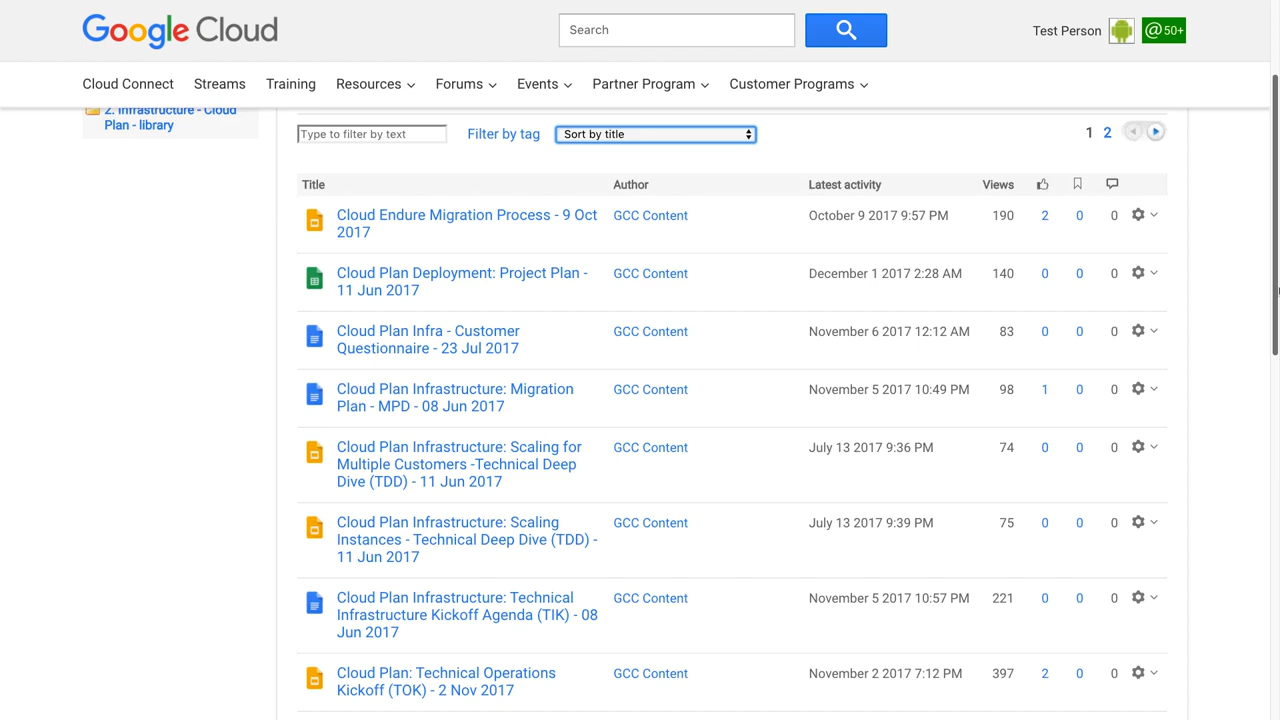 Google Cloud
Search
Test Person
@ 50+
Cloud Connect Streams Training Resources Forums Events Partner Program Customer Programs
2. Infrastructure - Cloud
Plan - library
Type to filter by text Filter by tag Sort by title 1 2
Title Author Latest activity Views
Cloud Endure Migration Process - 9 Oct
2017
GCC Content October 9 2017 9:57 PM 190 2 0 0
Cloud Plan Deployment: Project Plan -
11 Jun 2017
GCC Content December 1 2017 2:28 AM 140 0 0 0
Cloud Plan Infra - Customer
Questionnaire - 23 Jul 2017
GCC Content November 6 2017 12:12 AM 83 0 0 0
Cloud Plan Infrastructure: Migration
Plan - MPD - 08 Jun 2017
GCC Content November 5 2017 10:49 PM 98 1 0 0
Cloud Plan Infrastructure: Scaling for
Multiple Customers -Technical Deep
Dive (TDD) - 11 Jun 2017
GCC Content July 13 2017 9:36 PM 74 0 0 0
Cloud Plan Infrastructure: Scaling
Instances - Technical Deep Dive (TDD) -
11 Jun 2017
GCC Content July 13 2017 9:39 PM 75 0 0 0
Cloud Plan Infrastructure: Technical
Infrastructure Kickoff Agenda (TIK) - 08
Jun 2017
GCC Content November 5 2017 10:57 PM 221 0 0 0
Cloud Plan: Technical Operations
Kickoff (TOK) - 2 Nov 2017
GCC Content November 2 2017 7:12 PM 397 2 0 0